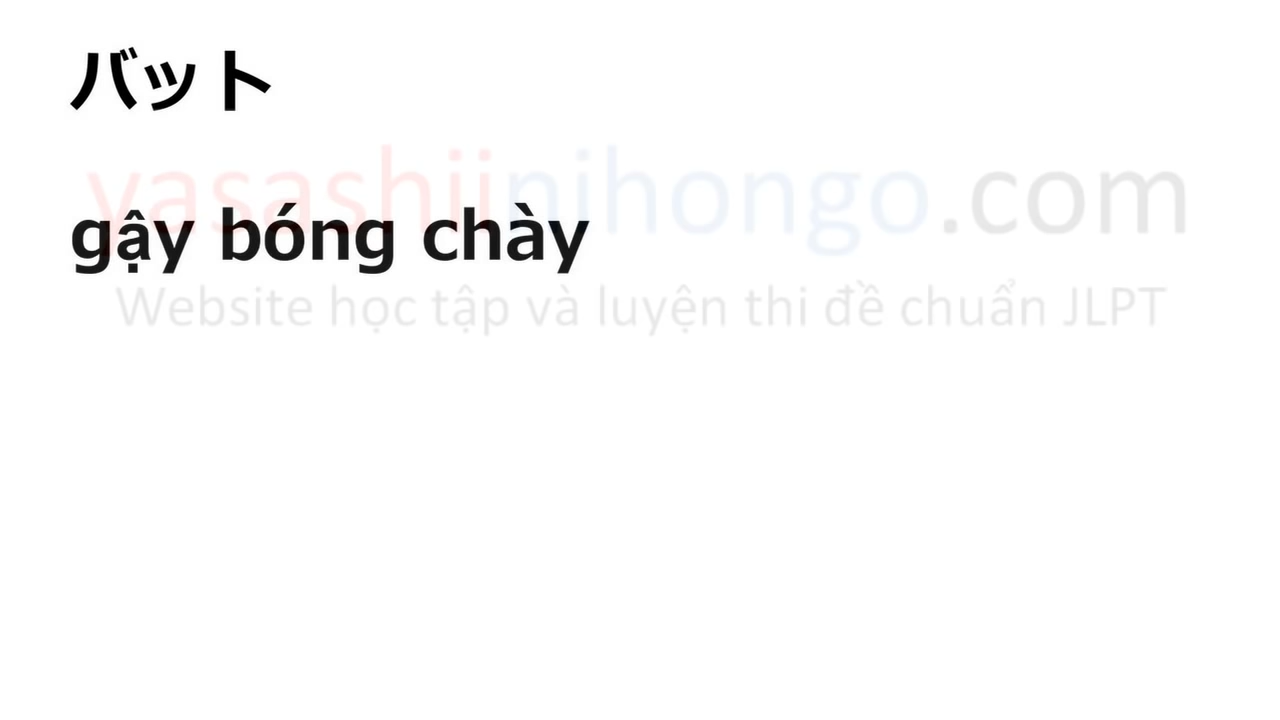 バット
yasashiinihongo.com
gậy bóng chày
Website học tập và luyện thi đề chuẩn JLPT